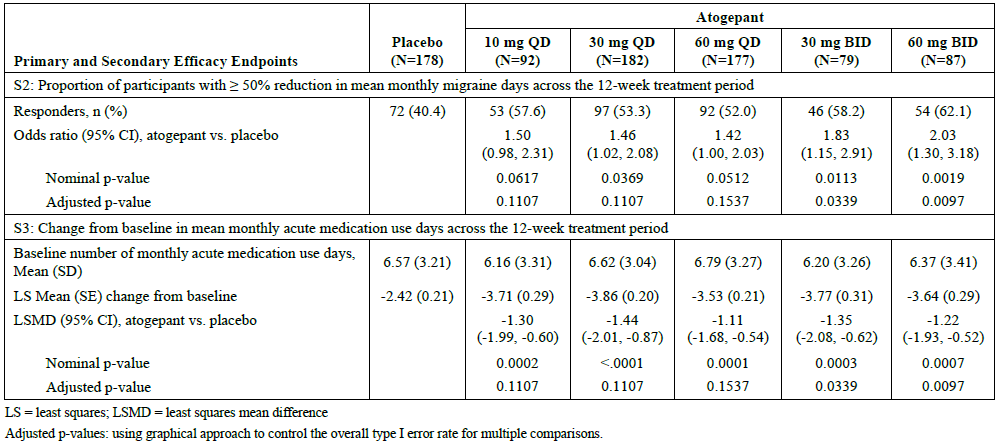 Atogepant
Primary and Secondary Efficacy Endpoints Placebo (N=178) 10 mg QD (N=92) 30 mg QD (N=182) 60 mg QD (N=177) 30 mg BID (N=79) 60 mg BID (N=87)
S2: Proportion of participants with ≥ 50% reduction in mean monthly migraine days across the 12-week treatment period
Responders, n (%) 72 (40.4) 53 (57.6) 97 (53.3) 92 (52.0) 46 (58.2) 54 (62.1)
Odds ratio (95% CI), atogepant vs. placebo 1.50 1.46 1.42 1.83 2.03
(0.98, 2.31) (1.02, 2.08) (1.00, 2.03) (1.15, 2.91) (1.30, 3.18)
Nominal p-value 0.0617 0.0369 0.0512 0.0113 0.0019
Adjusted p-value 0.1107 0.1107 0.1537 0.0339 0.0097
S3: Change from baseline in mean monthly acute medication use days across the 12-week treatment period
Baseline number of monthly acute medication use days,
Mean (SD) 6.57 (3.21) 6.16 (3.31) 6.62 (3.04) 6.79 (3.27) 6.20 (3.26) 6.37 (3.41)
LS Mean (SE) change from baseline -2.42 (0.21) -3.71 (0.29) -3.86 (0.20) -3.53 (0.21) -3.77 (0.31) -3.64 (0.29)
LSMD (95% CI), atogepant vs. placebo -1.30 -1.44 -1.11 -1.35 -1.22
(-1.99, -0.60) (-2.01, -0.87) (-1.68, -0.54) (-2.08, -0.62) (-1.93, -0.52)
Nominal p-value 0.0002 <.0001 0.0001 0.0003 0.0007
Adjusted p-value 0.1107 0.1107 0.1537 0.0339 0.0097
LS = least squares; LSMD = least squares mean difference
Adjusted p-values: using graphical approach to control the overall type I error rate for multiple comparisons.